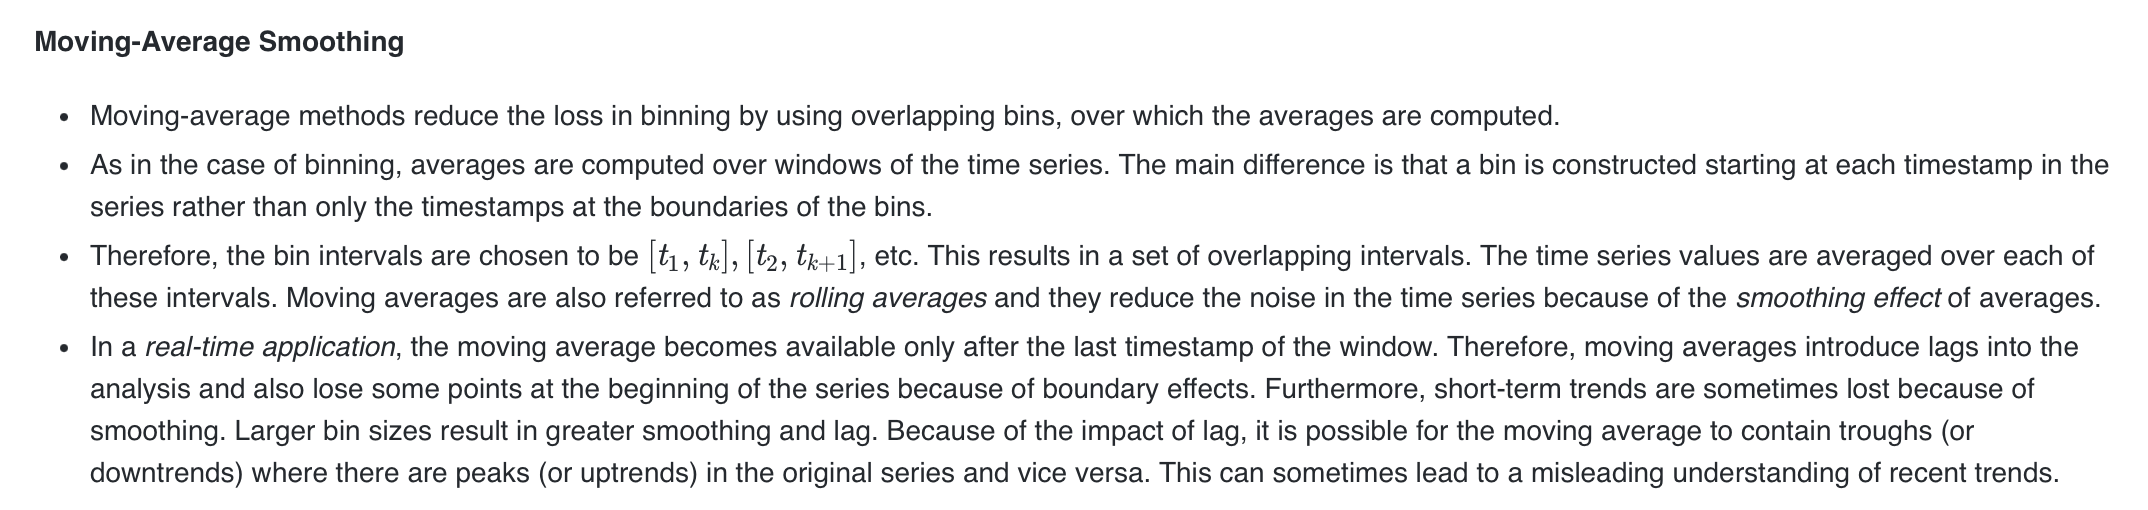 Moving-Average Smoothing
• Moving-average methods reduce the loss in binning by using overlapping bins, over which the averages are computed.
• As in the case of binning, averages are computed over windows of the time series. The main difference is that a bin is constructed starting at each timestamp in the
series rather than only the timestamps at the boundaries of the bins.
• Therefore, the bin intervals are chosen to be [t₁, tₖ], [t₂, tₖ₊₁], etc. This results in a set of overlapping intervals. The time series values are averaged over each of
these intervals. Moving averages are also referred to as rolling averages and they reduce the noise in the time series because of the smoothing effect of averages.
• In a real-time application, the moving average becomes available only after the last timestamp of the window. Therefore, moving averages introduce lags into the
analysis and also lose some points at the beginning of the series because of boundary effects. Furthermore, short-term trends are sometimes lost because of
smoothing. Larger bin sizes result in greater smoothing and lag. Because of the impact of lag, it is possible for the moving average to contain troughs (or
downtrends) where there are peaks (or uptrends) in the original series and vice versa. This can sometimes lead to a misleading understanding of recent trends.